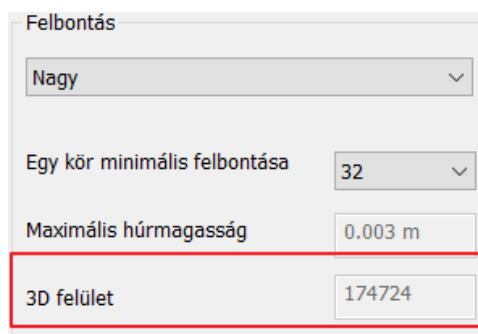 Felbontás
Nagy
Egy kör minimális felbontása 32
Maximális húrmagasság 0.003 m
3D felület 174724